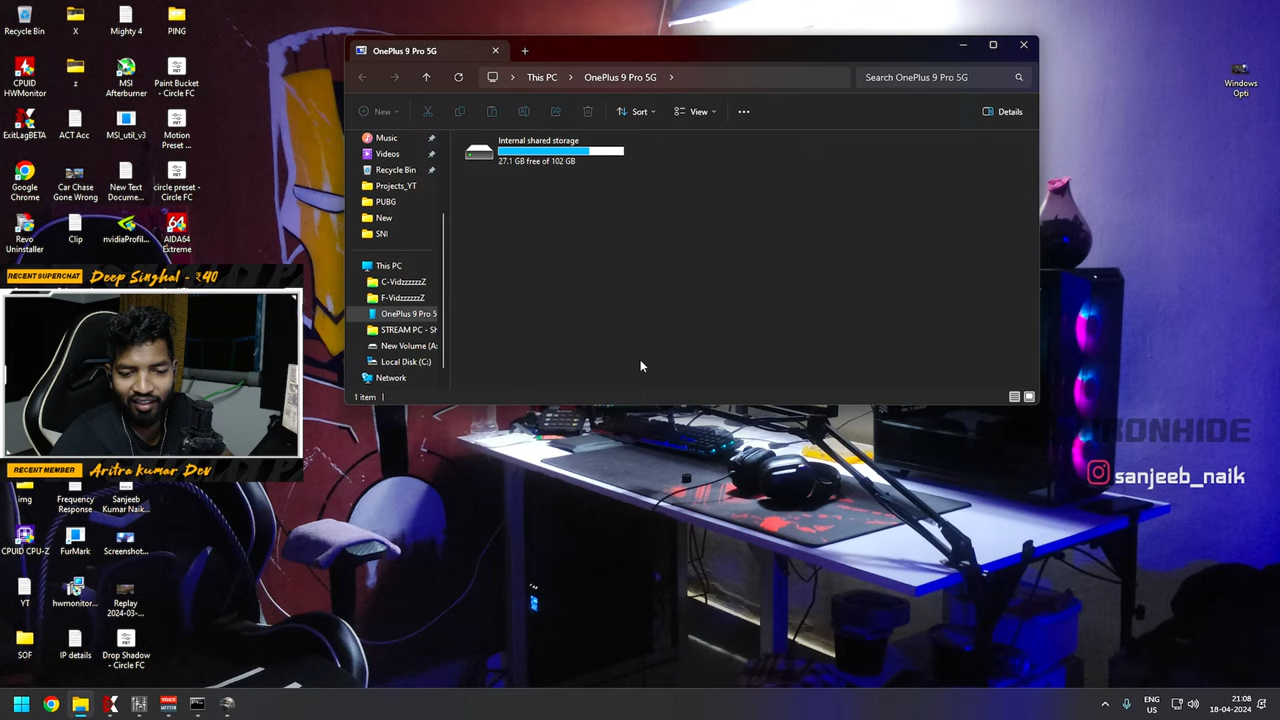 Recycle Bin
X
Mighty 4
PING
CPUID
HWMonitor
z
MSI
Afterburner
Paint Bucket
- Circle FC
ExitLagBETA
ACT Acc
MSI_util_v3
Motion
Preset ...
Google
Chrome
Car Chase
Gone Wrong
New Text
Docume...
circle preset -
Circle FC
Revo
Uninstaller
Clip
nvidiaProfil...
64
AIDA64
Extreme
RECENT SUPERCHAT
Deep Singhal - ₹40
RECENT MEMBER
Aritra kumar Dev
img
Frequency
Response
Sanjeeb
Kumar Naik...
CPUID CPU-Z
FurMark
Screenshot...
YT
hwmonitor...
Replay
2024-03-...
SOF
IP details
Drop Shadow
- Circle FC
OnePlus 9 Pro 5G
This PC
OnePlus 9 Pro 5G
Search OnePlus 9 Pro 5G
New
Sort
View
Details
Music
Videos
Recycle Bin
Projects_YT
PUBG
New
SNI
This PC
C-VidzzzzzZ
F-VidzzzzzZ
OnePlus 9 Pro 5
STREAM PC - SH
New Volume (A:
Local Disk (C:)
Network
Internal shared storage
27.1 GB free of 102 GB
1 item
Windows
Opti
IRONHIDE
sanjeeb_naik
VOICE
ENG
US
21:08
18-04-2024